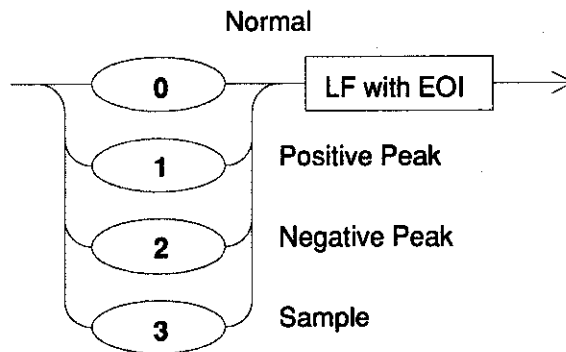 Normal
0
LF with EOI
1
Positive Peak
2
Negative Peak
3
Sample